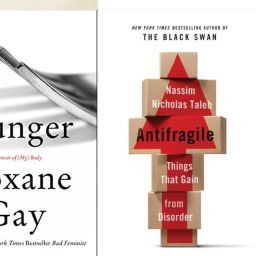 unger
emoir of (My) Body
oxane
Gay
York Times Bestseller Bad Feminist
NEW YORK TIMES BESTSELLING AUTHOR OF
THE BLACK SWAN
Nassim
Nicholas Taleb
Antifragile
Things That Gain
from
Disorder